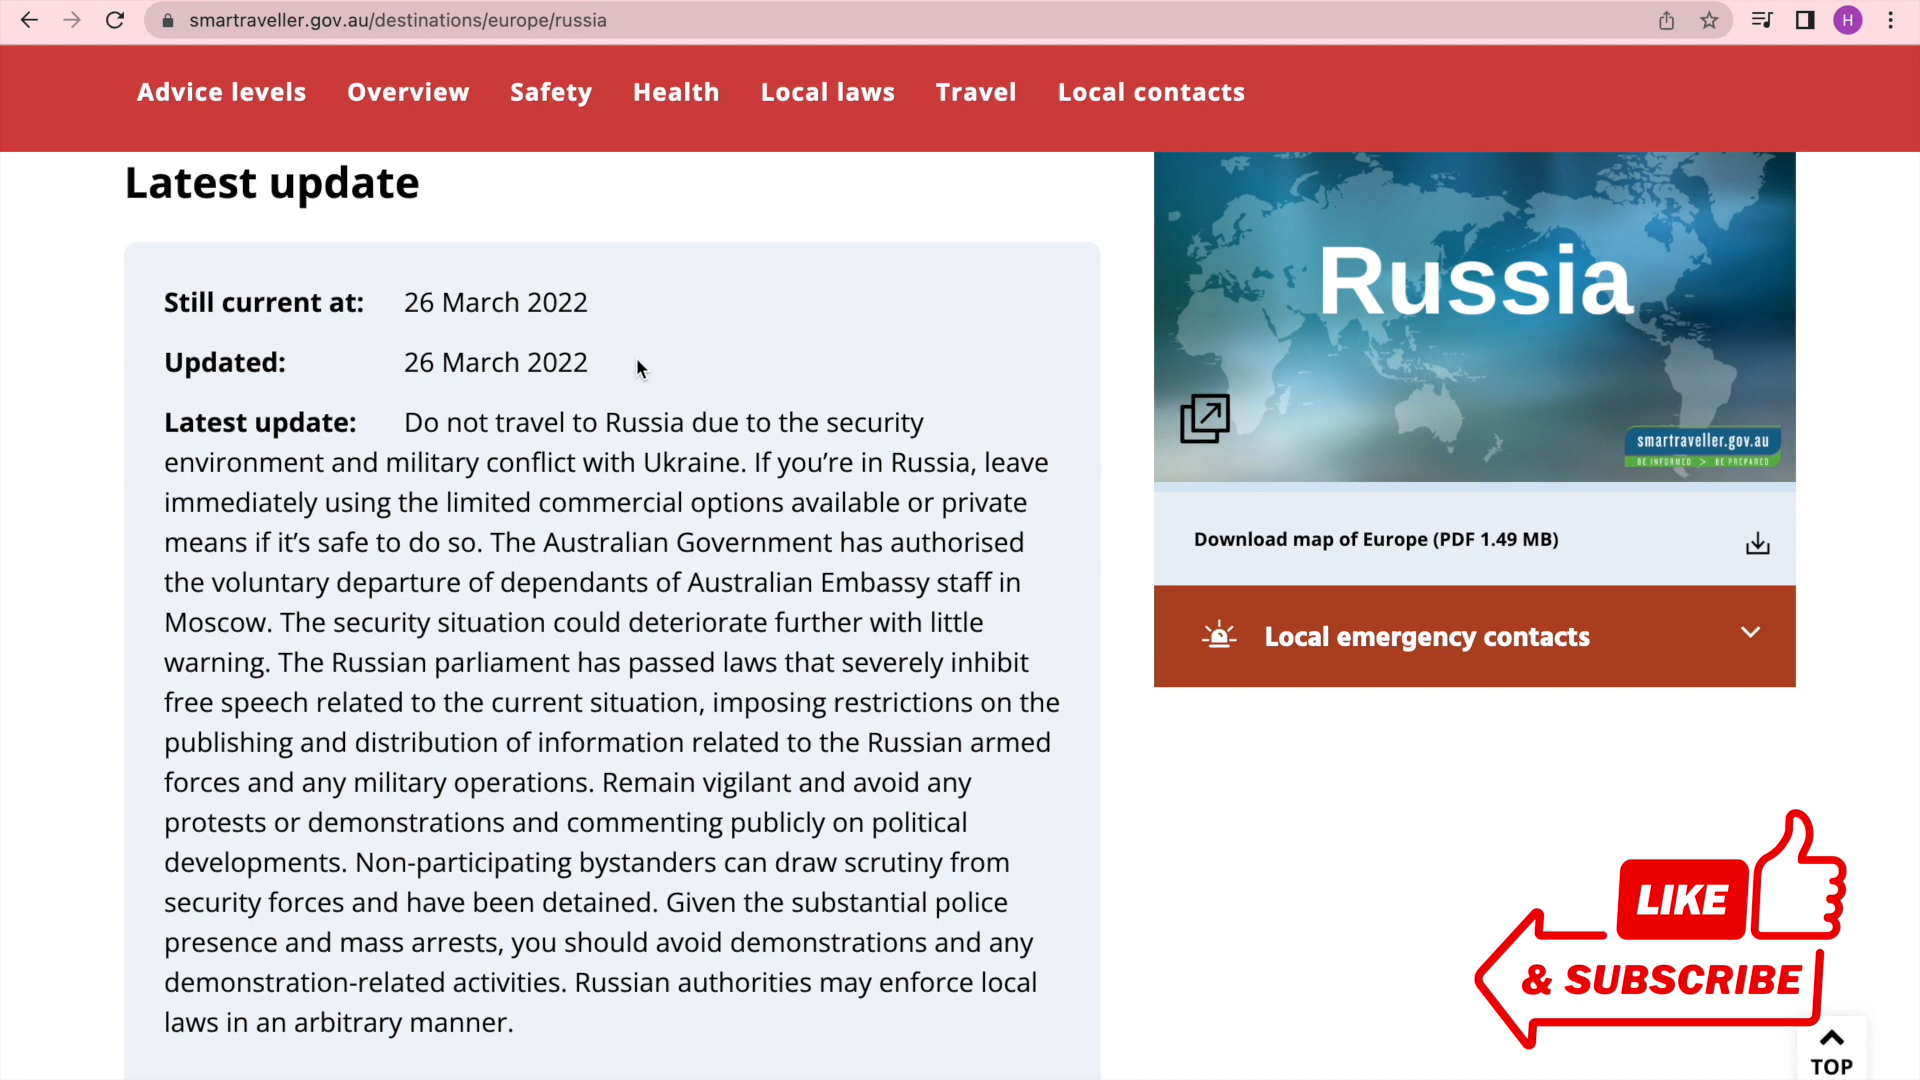 smartraveller.gov.au/destinations/europe/russia
H
Advice levels Overview Safety Health Local laws Travel Local contacts
Latest update
Still current at: 26 March 2022
Updated: 26 March 2022
Latest update: Do not travel to Russia due to the security
environment and military conflict with Ukraine. If you’re in Russia, leave
immediately using the limited commercial options available or private
means if it’s safe to do so. The Australian Government has authorised
the voluntary departure of dependants of Australian Embassy staff in
Moscow. The security situation could deteriorate further with little
warning. The Russian parliament has passed laws that severely inhibit
free speech related to the current situation, imposing restrictions on the
publishing and distribution of information related to the Russian armed
forces and any military operations. Remain vigilant and avoid any
protests or demonstrations and commenting publicly on political
developments. Non-participating bystanders can draw scrutiny from
security forces and have been detained. Given the substantial police
presence and mass arrests, you should avoid demonstrations and any
demonstration-related activities. Russian authorities may enforce local
laws in an arbitrary manner.
Russia
smartraveller.gov.au
BE INFORMED > BE PREPARED
Download map of Europe (PDF 1.49 MB)
Local emergency contacts
LIKE
& SUBSCRIBE
TOP